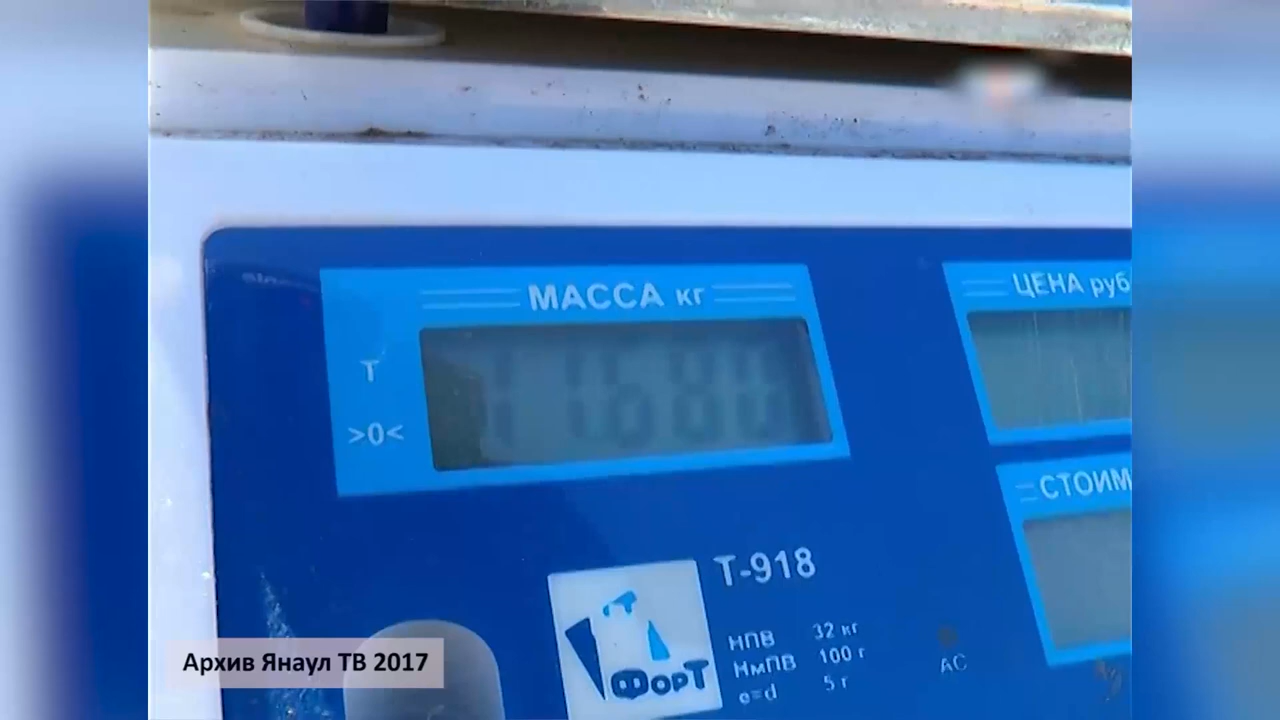 МАССА кг
ЦЕНА руб
T
>0<
СТОИМ
Т-918
НПВ 32 кг
НмПВ 100 г
e=d 5 г
АС
ФорТ
Архив Янаул ТВ 2017